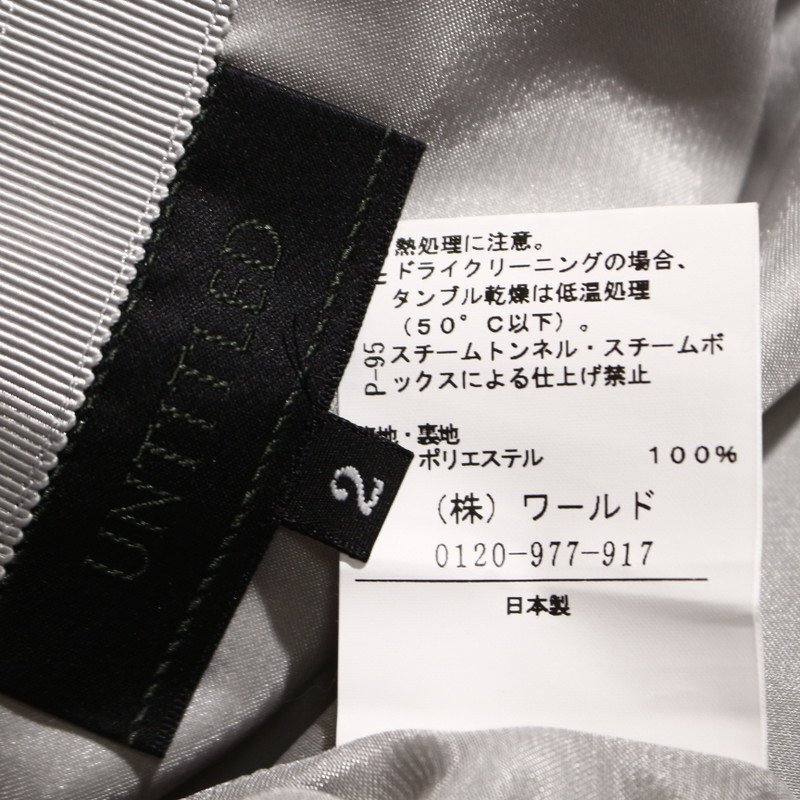 UNTITLED
2
熱処理に注意。
ドライクリーニングの場合、
タンブル乾燥は低温処理
(50°C以下)。
スチームトンネル・スチームボ
ックスによる仕上げ禁止
P-95
地・裏地
ポリエステル 100%
(株)ワールド
0120-977-917
日本製